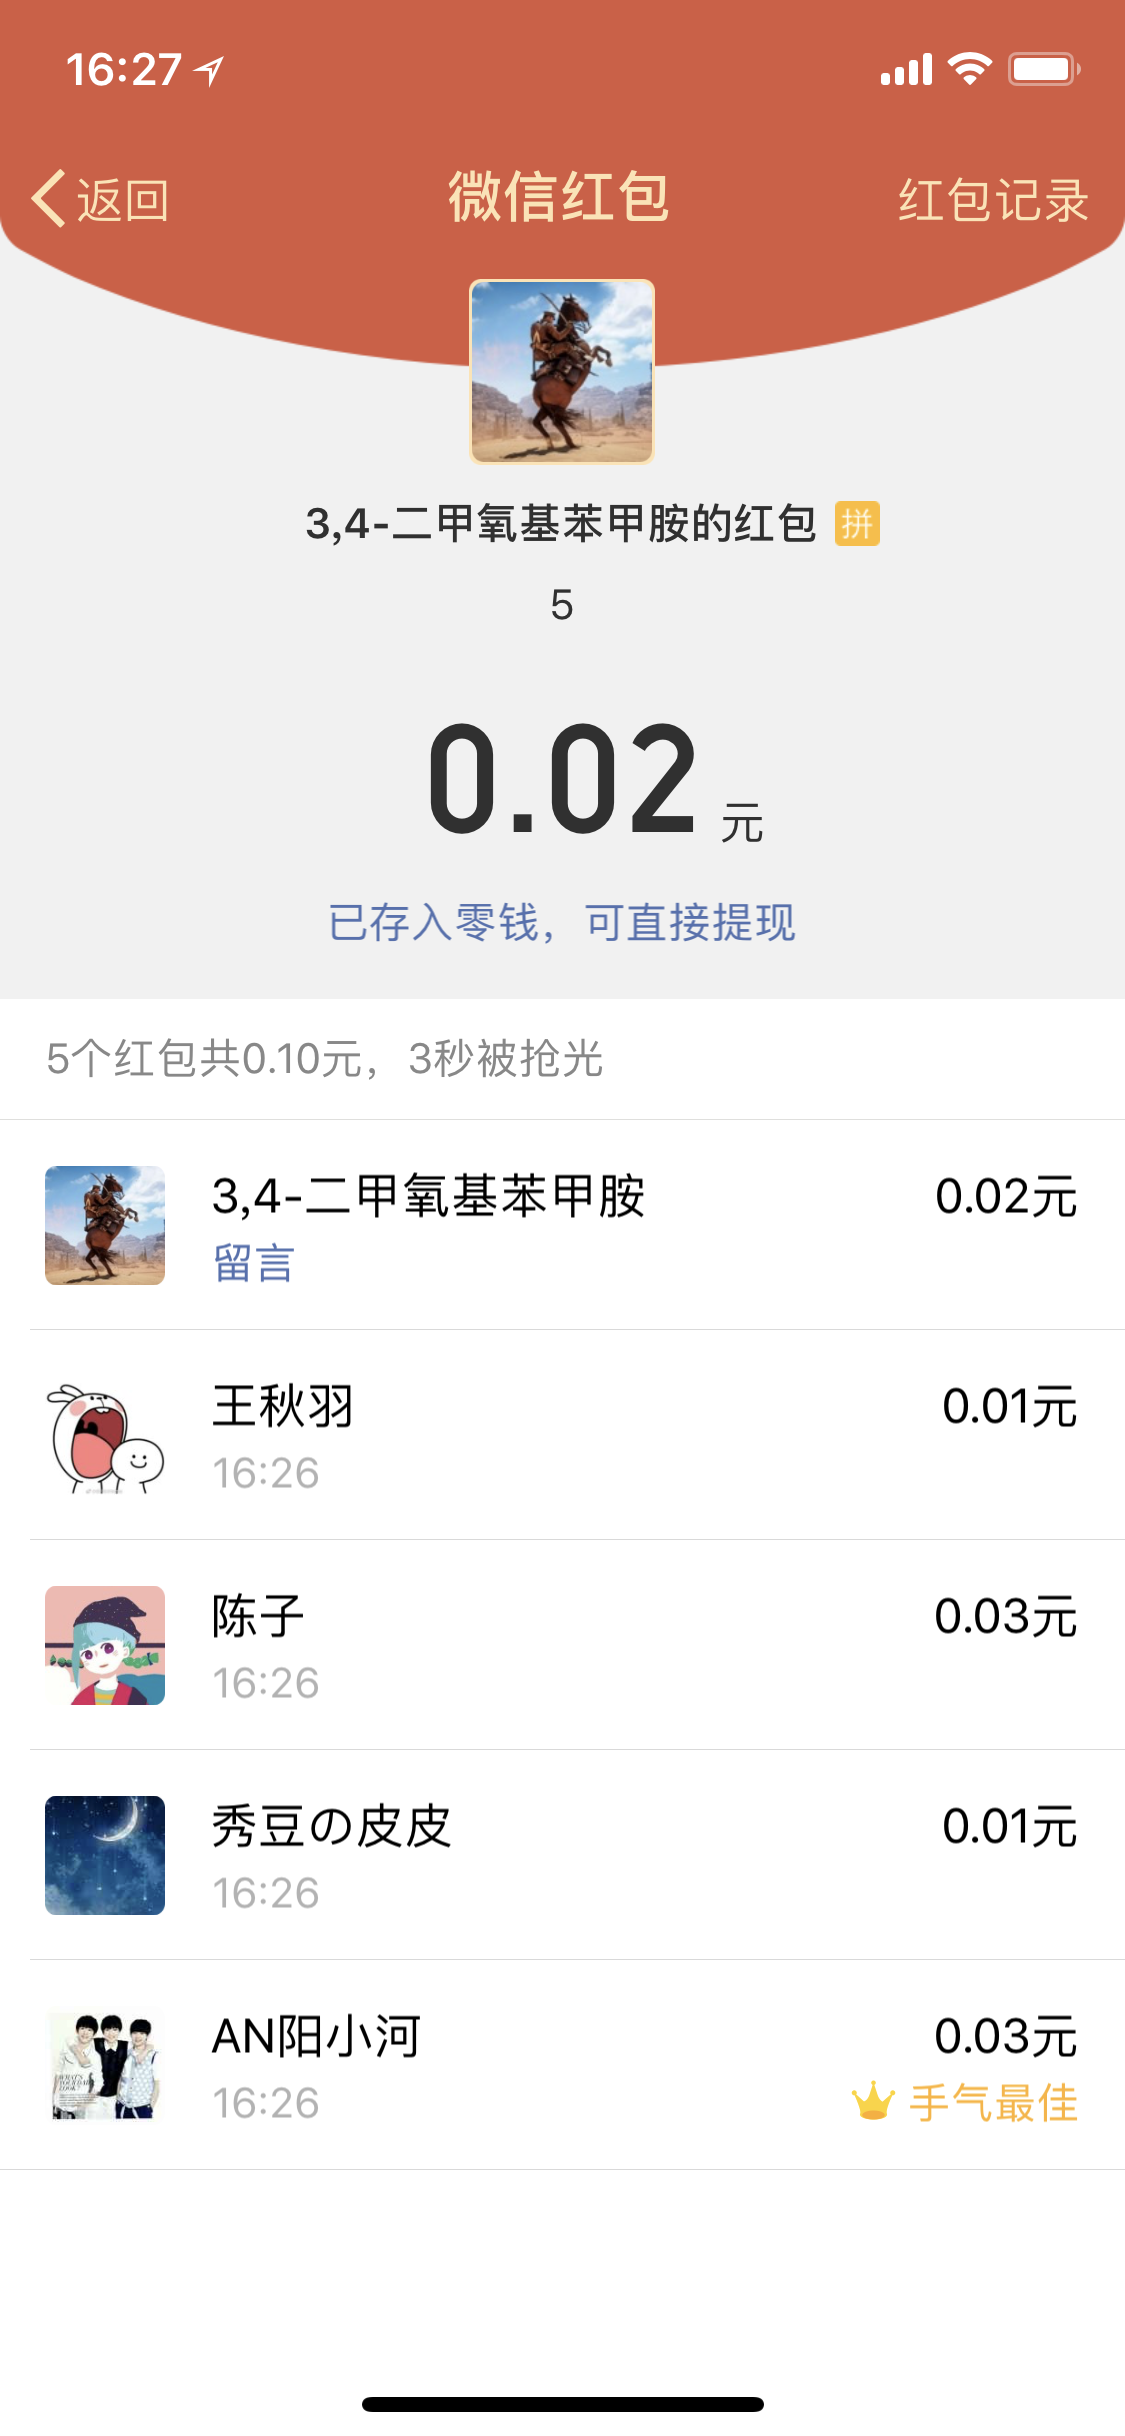 16:27
返回
微信红包
红包记录
3,4-二甲氧基苯甲胺的红包 拼
5
0.02 元
已存入零钱，可直接提现
5个红包共0.10元，3秒被抢光
3,4-二甲氧基苯甲胺
0.02元
留言
王秋羽
0.01元
16:26
陈子
0.03元
16:26
秀豆の皮皮
0.01元
16:26
AN阳小河
0.03元
16:26
手气最佳